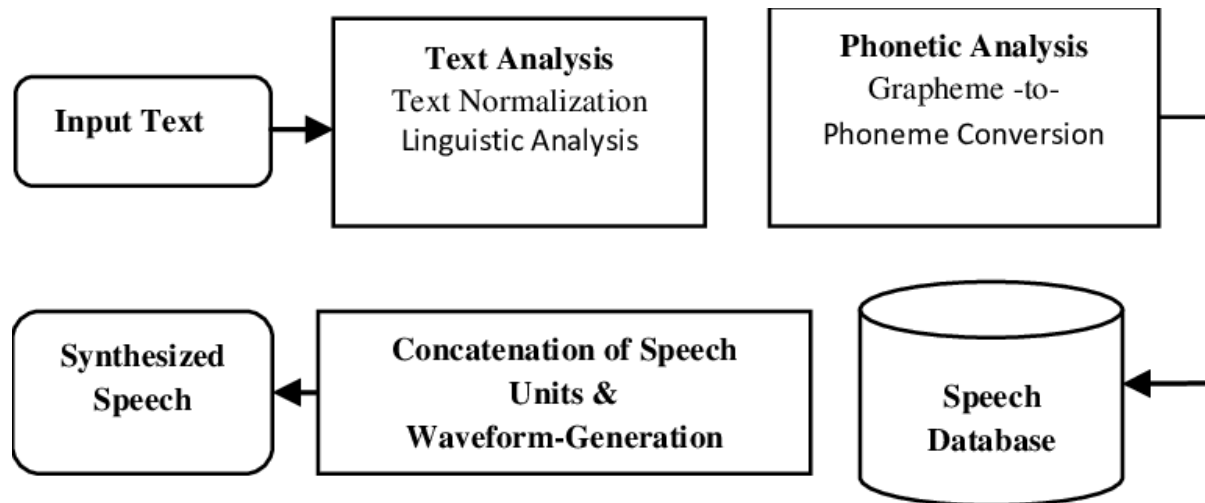 Input Text
Text Analysis
Text Normalization
Linguistic Analysis
Phonetic Analysis
Grapheme -to-
Phoneme Conversion
Synthesized
Speech
Concatenation of Speech
Units &
Waveform-Generation
Speech
Database